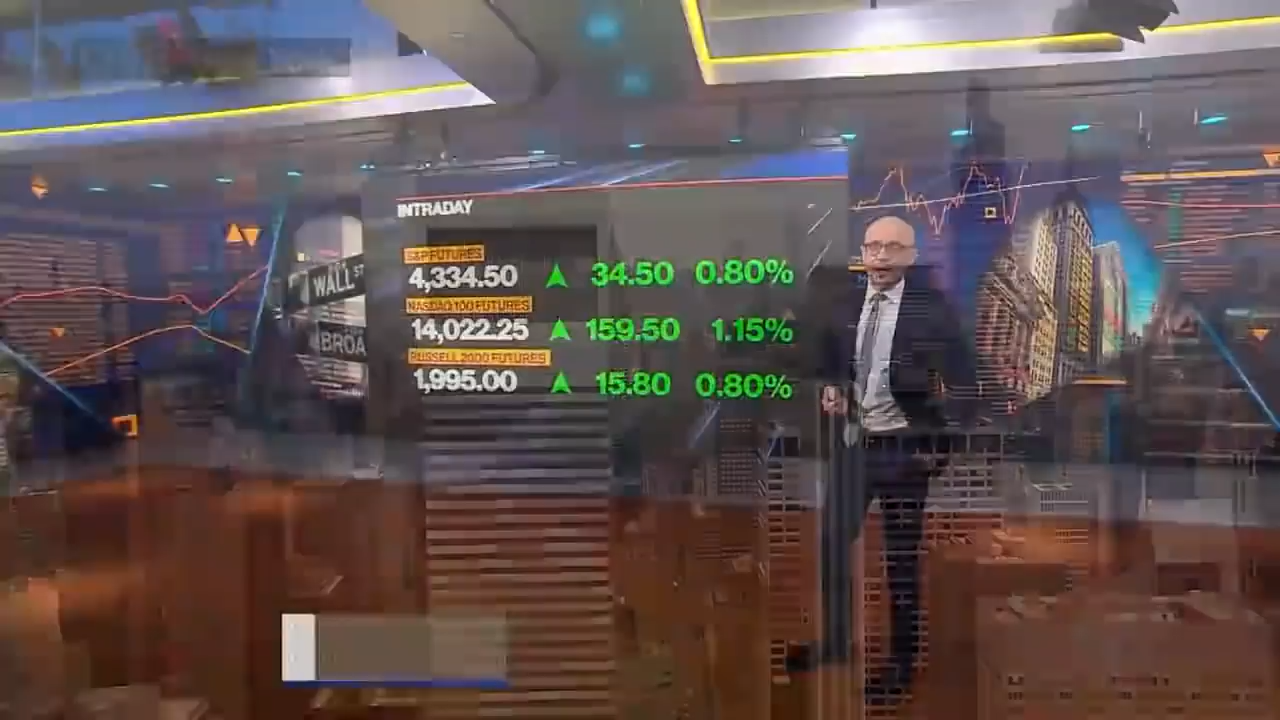 INTRADAY
S&P FUTURES
4,334.50 ▲ 34.50 0.80%
NASDAQ 100 FUTURES
14,022.25 ▲ 159.50 1.15%
RUSSELL 2000 FUTURES
1,995.00 ▲ 15.80 0.80%
WALL ST
BROA